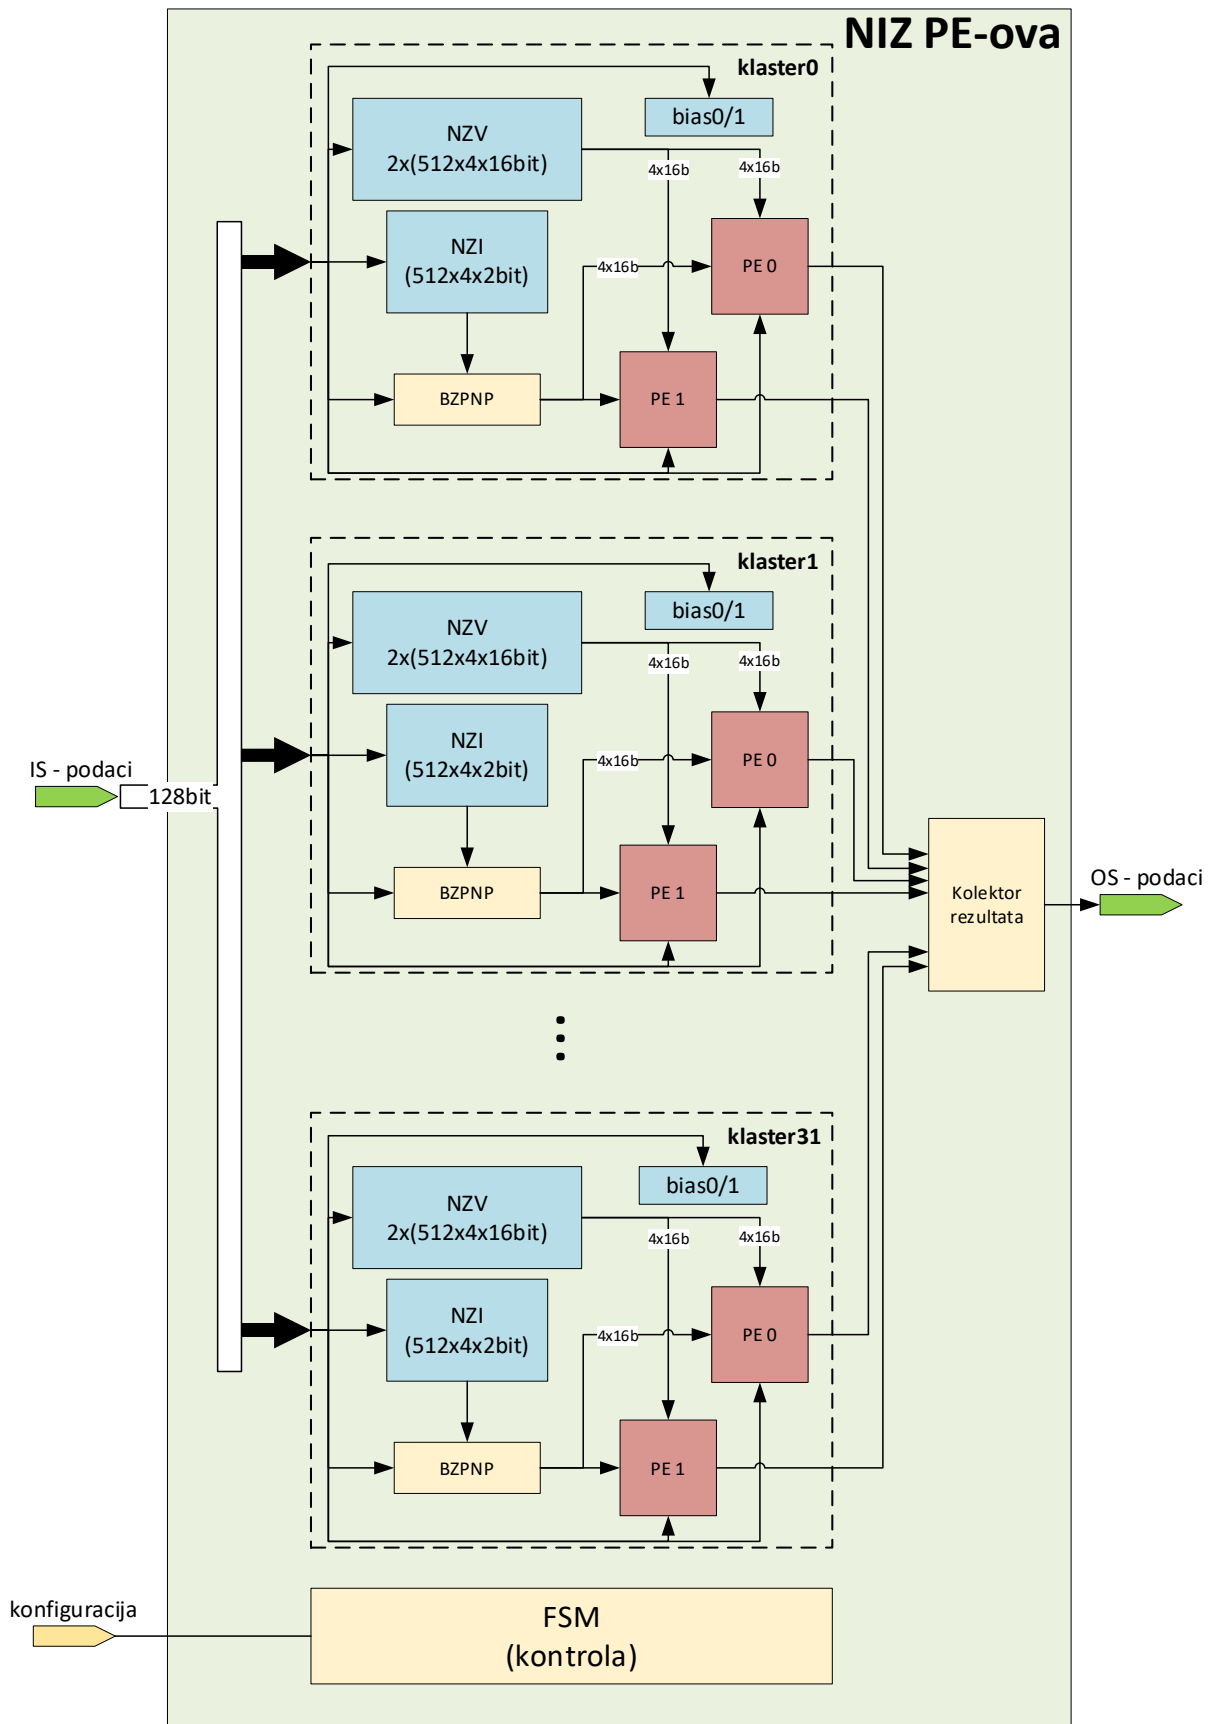 NIZ PE-ova
klaster0
bias0/1
NZV
2x(512x4x16bit)
4x16b
4x16b
NZI
(512x4x2bit)
4x16b
PE 0
BZPNP
PE 1
klaster1
bias0/1
NZV
2x(512x4x16bit)
4x16b
4x16b
NZI
(512x4x2bit)
4x16b
PE 0
IS - podaci
128bit
BZPNP
PE 1
Kolektor
rezultata
OS - podaci
klaster31
bias0/1
NZV
2x(512x4x16bit)
4x16b
4x16b
NZI
(512x4x2bit)
4x16b
PE 0
BZPNP
PE 1
konfiguracija
FSM
(kontrola)